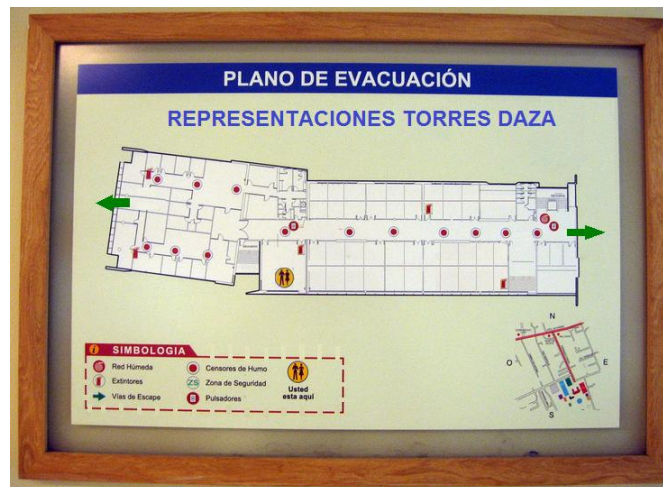 PLANO DE EVACUACIÓN
REPRESENTACIONES TORRES DAZA
N
O
E
S
SIMBOLOGIA
Red Húmeda
Extintores
Vías de Escape
Censores de Humo
ZS Zona de Seguridad
Pulsadores
Usted
esta aquí